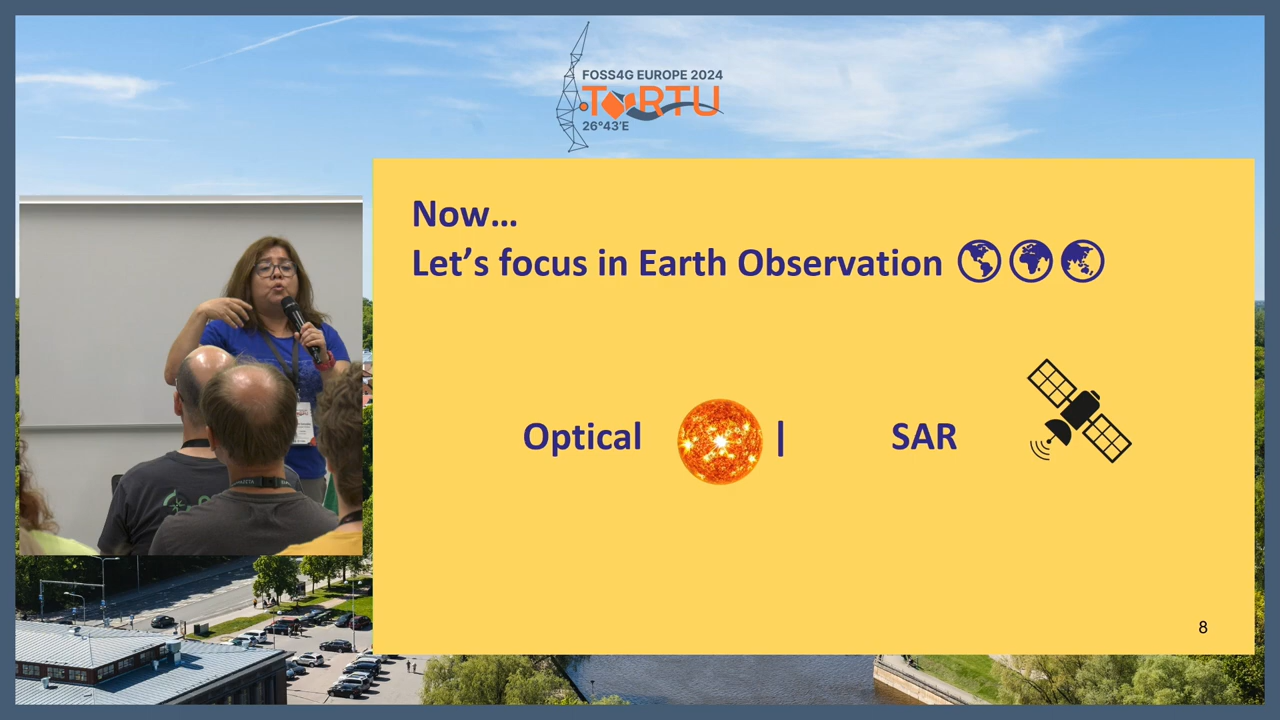 FOSS4G EUROPE 2024
TARTU
26°43'E
Now...
Let's focus in Earth Observation
Optical | SAR
8